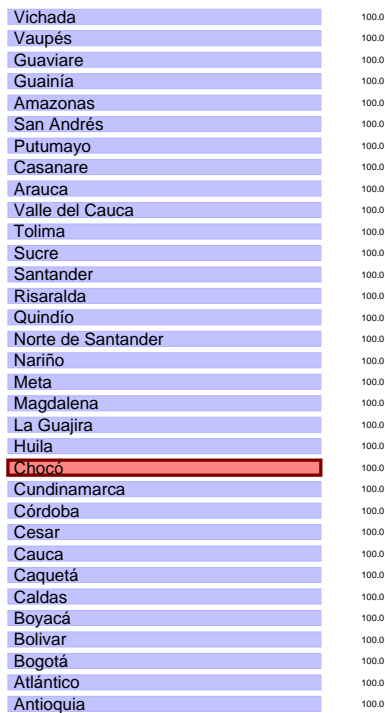 Vichada 100.0
Vaupés 100.0
Guaviare 100.0
Guainía 100.0
Amazonas 100.0
San Andrés 100.0
Putumayo 100.0
Casanare 100.0
Arauca 100.0
Valle del Cauca 100.0
Tolima 100.0
Sucre 100.0
Santander 100.0
Risaralda 100.0
Quindío 100.0
Norte de Santander 100.0
Nariño 100.0
Meta 100.0
Magdalena 100.0
La Guajira 100.0
Huila 100.0
Chocó 100.0
Cundinamarca 100.0
Córdoba 100.0
Cesar 100.0
Cauca 100.0
Caquetá 100.0
Caldas 100.0
Boyacá 100.0
Bolivar 100.0
Bogotá 100.0
Atlántico 100.0
Antioquia 100.0